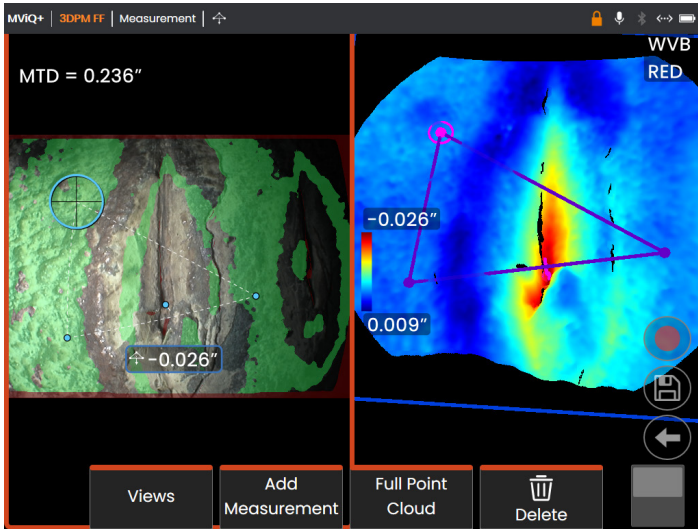 MViQ+ | 3DPM FF | Measurement
WVB
RED
MTD = 0.236"
-0.026"
0.009"
-0.026"
Views
Add
Measurement
Full Point
Cloud
Delete